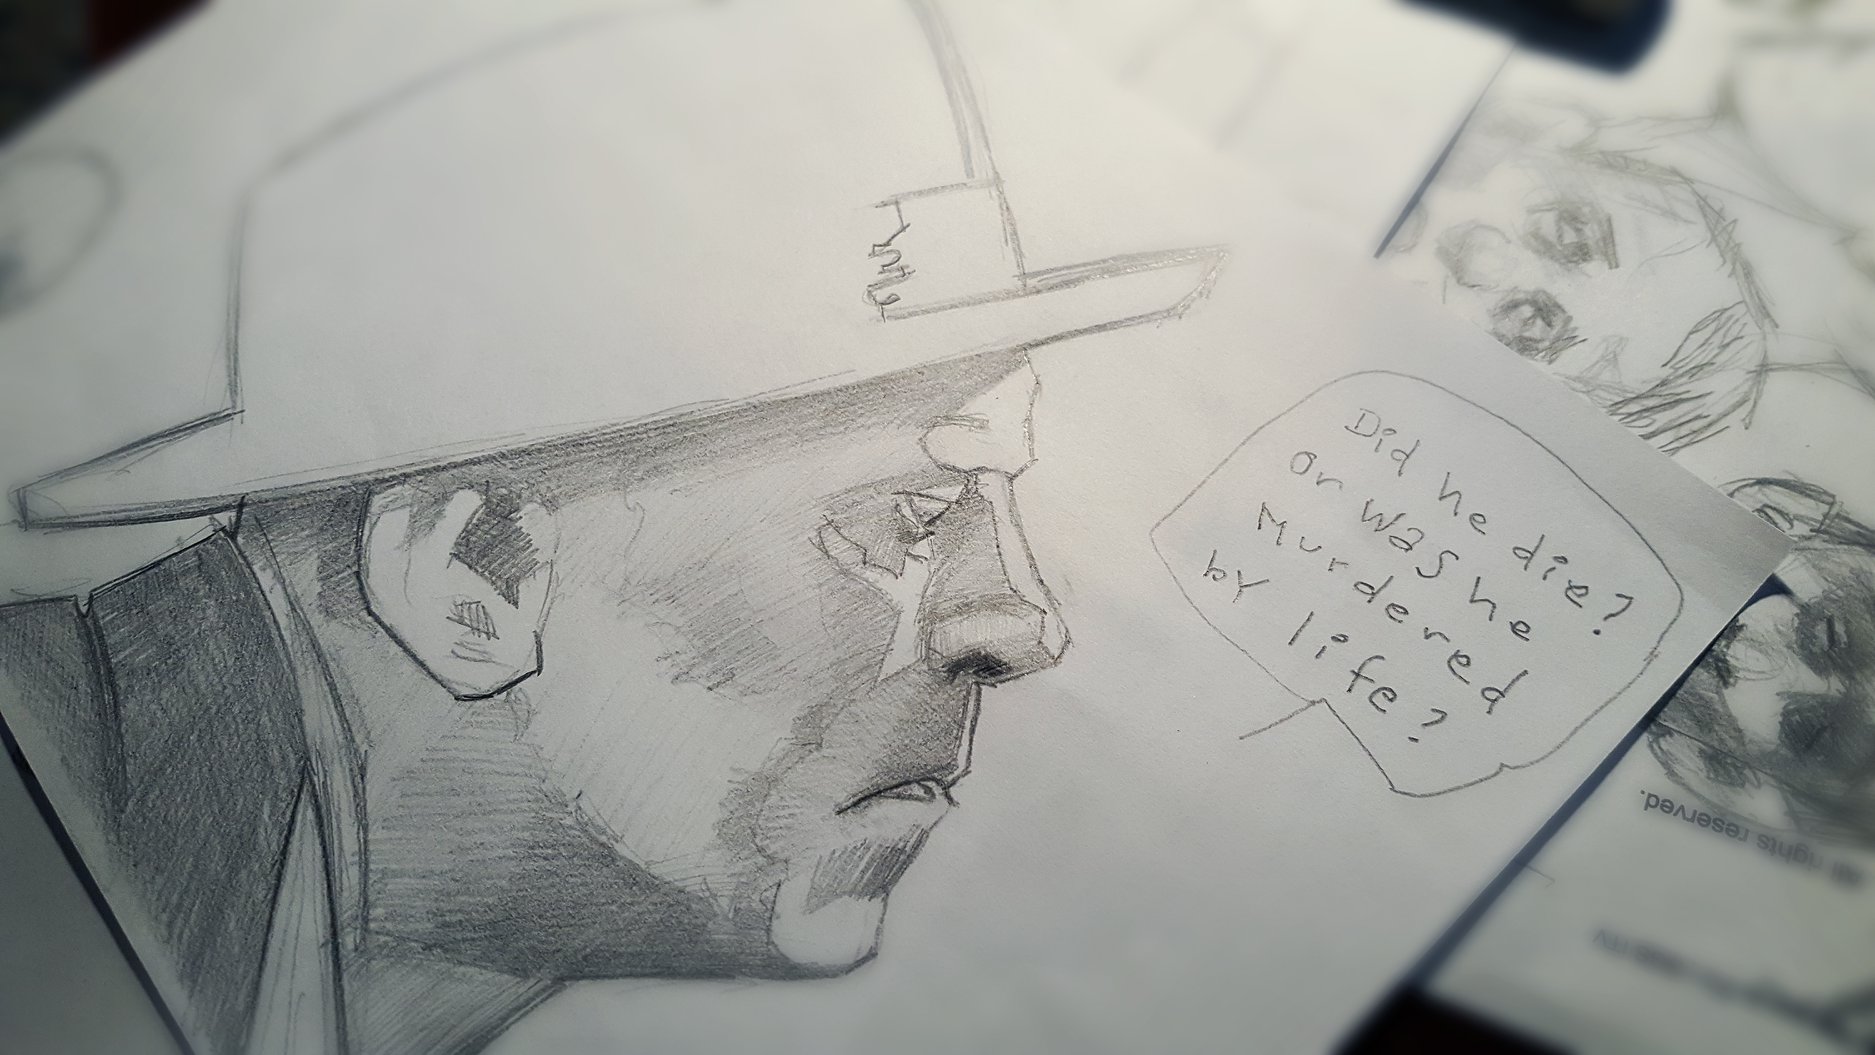 Did he die?
or Was he
Murdered
by life?
All rights reserved.